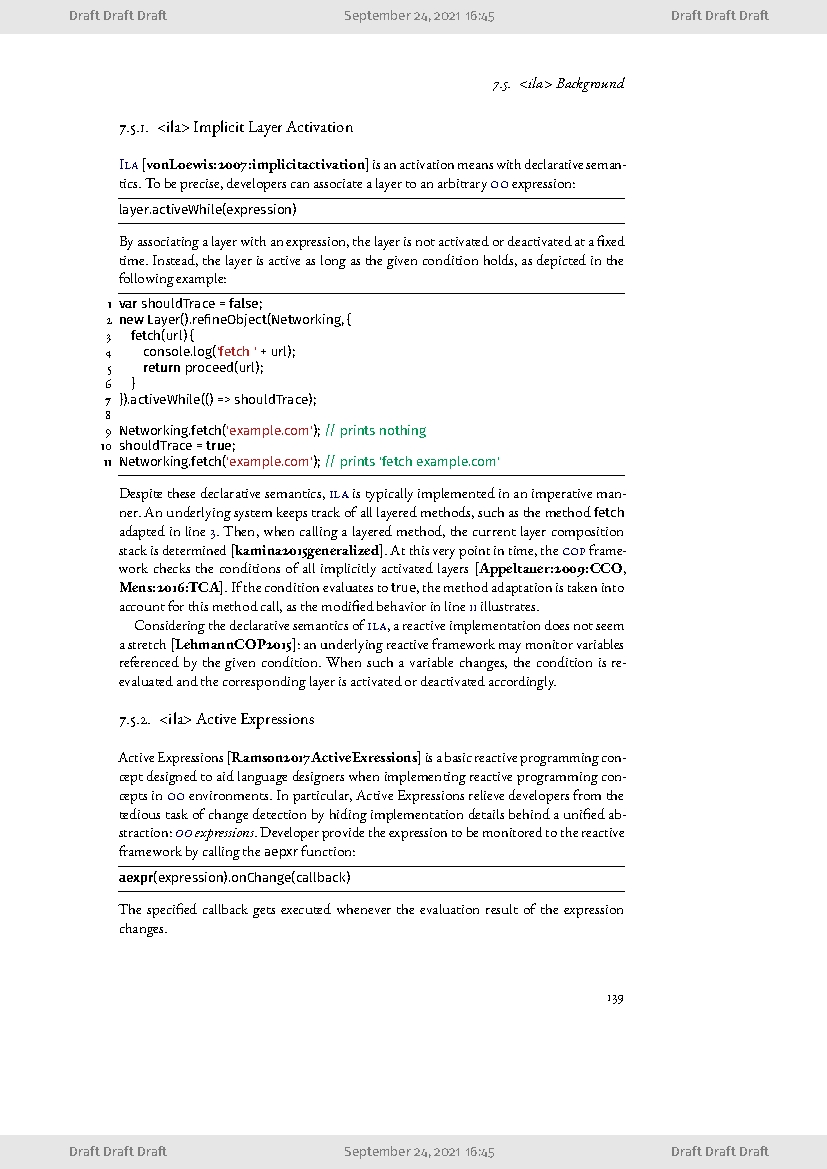 Draft Draft Draft September 24, 2021 16:45 Draft Draft Draft
7.5. <ila> Background
7.5.1. <ila> Implicit Layer Activation
ILA [vonLoewis:2007:implicitactivation] is an activation means with declarative seman-
tics. To be precise, developers can associate a layer to an arbitrary OO expression:
layer.activeWhile(expression)
By associating a layer with an expression, the layer is not activated or deactivated at a fixed
time. Instead, the layer is active as long as the given condition holds, as depicted in the
following example:
1 var shouldTrace = false;
2 new Layer().refineObject(Networking, {
3 fetch(url) {
4 console.log('fetch ' + url);
5 return proceed(url);
6 }
7 }).activeWhile(() => shouldTrace);
8
9 Networking.fetch('example.com'); // prints nothing
10 shouldTrace = true;
11 Networking.fetch('example.com'); // prints 'fetch example.com'
Despite these declarative semantics, ILA is typically implemented in an imperative man-
ner. An underlying system keeps track of all layered methods, such as the method fetch
adapted in line 3. Then, when calling a layered method, the current layer composition
stack is determined [kamina2015generalized]. At this very point in time, the COP frame-
work checks the conditions of all implicitly activated layers [Appeltauer:2009:CCO,
Mens:2016:TCA]. If the condition evaluates to true, the method adaptation is taken into
account for this method call, as the modified behavior in line 11 illustrates.
Considering the declarative semantics of ILA, a reactive implementation does not seem
a stretch [LehmannCOP2015]: an underlying reactive framework may monitor variables
referenced by the given condition. When such a variable changes, the condition is re-
evaluated and the corresponding layer is activated or deactivated accordingly.
7.5.2. <ila> Active Expressions
Active Expressions [Ramson2017ActiveExressions] is a basic reactive programming con-
cept designed to aid language designers when implementing reactive programming con-
cepts in OO environments. In particular, Active Expressions relieve developers from the
tedious task of change detection by hiding implementation details behind a unified ab-
straction: OO expressions. Developer provide the expression to be monitored to the reactive
framework by calling the aepxr function:
aexpr(expression).onChange(callback)
The specified callback gets executed whenever the evaluation result of the expression
changes.
139
Draft Draft Draft September 24, 2021 16:45 Draft Draft Draft